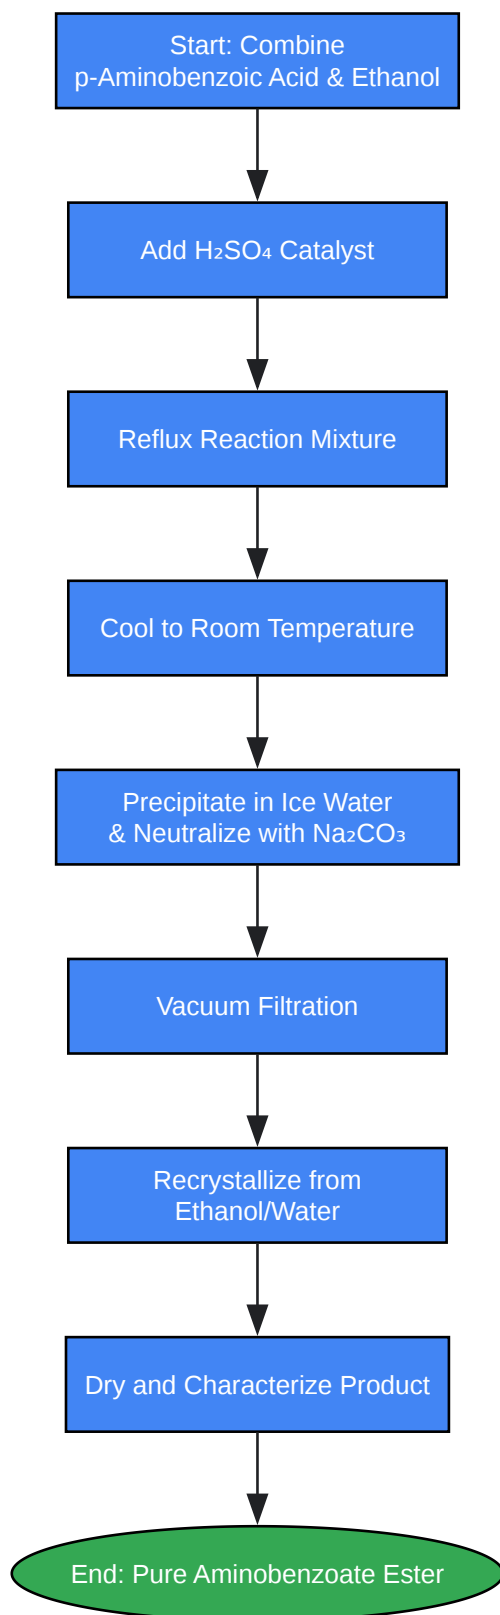 Start: Combine
p-Aminobenzoic Acid & Ethanol
Add H₂SO₄ Catalyst
Reflux Reaction Mixture
Cool to Room Temperature
Precipitate in Ice Water
& Neutralize with Na₂CO₃
Vacuum Filtration
Recrystallize from
Ethanol/Water
Dry and Characterize Product
End: Pure Aminobenzoate Ester